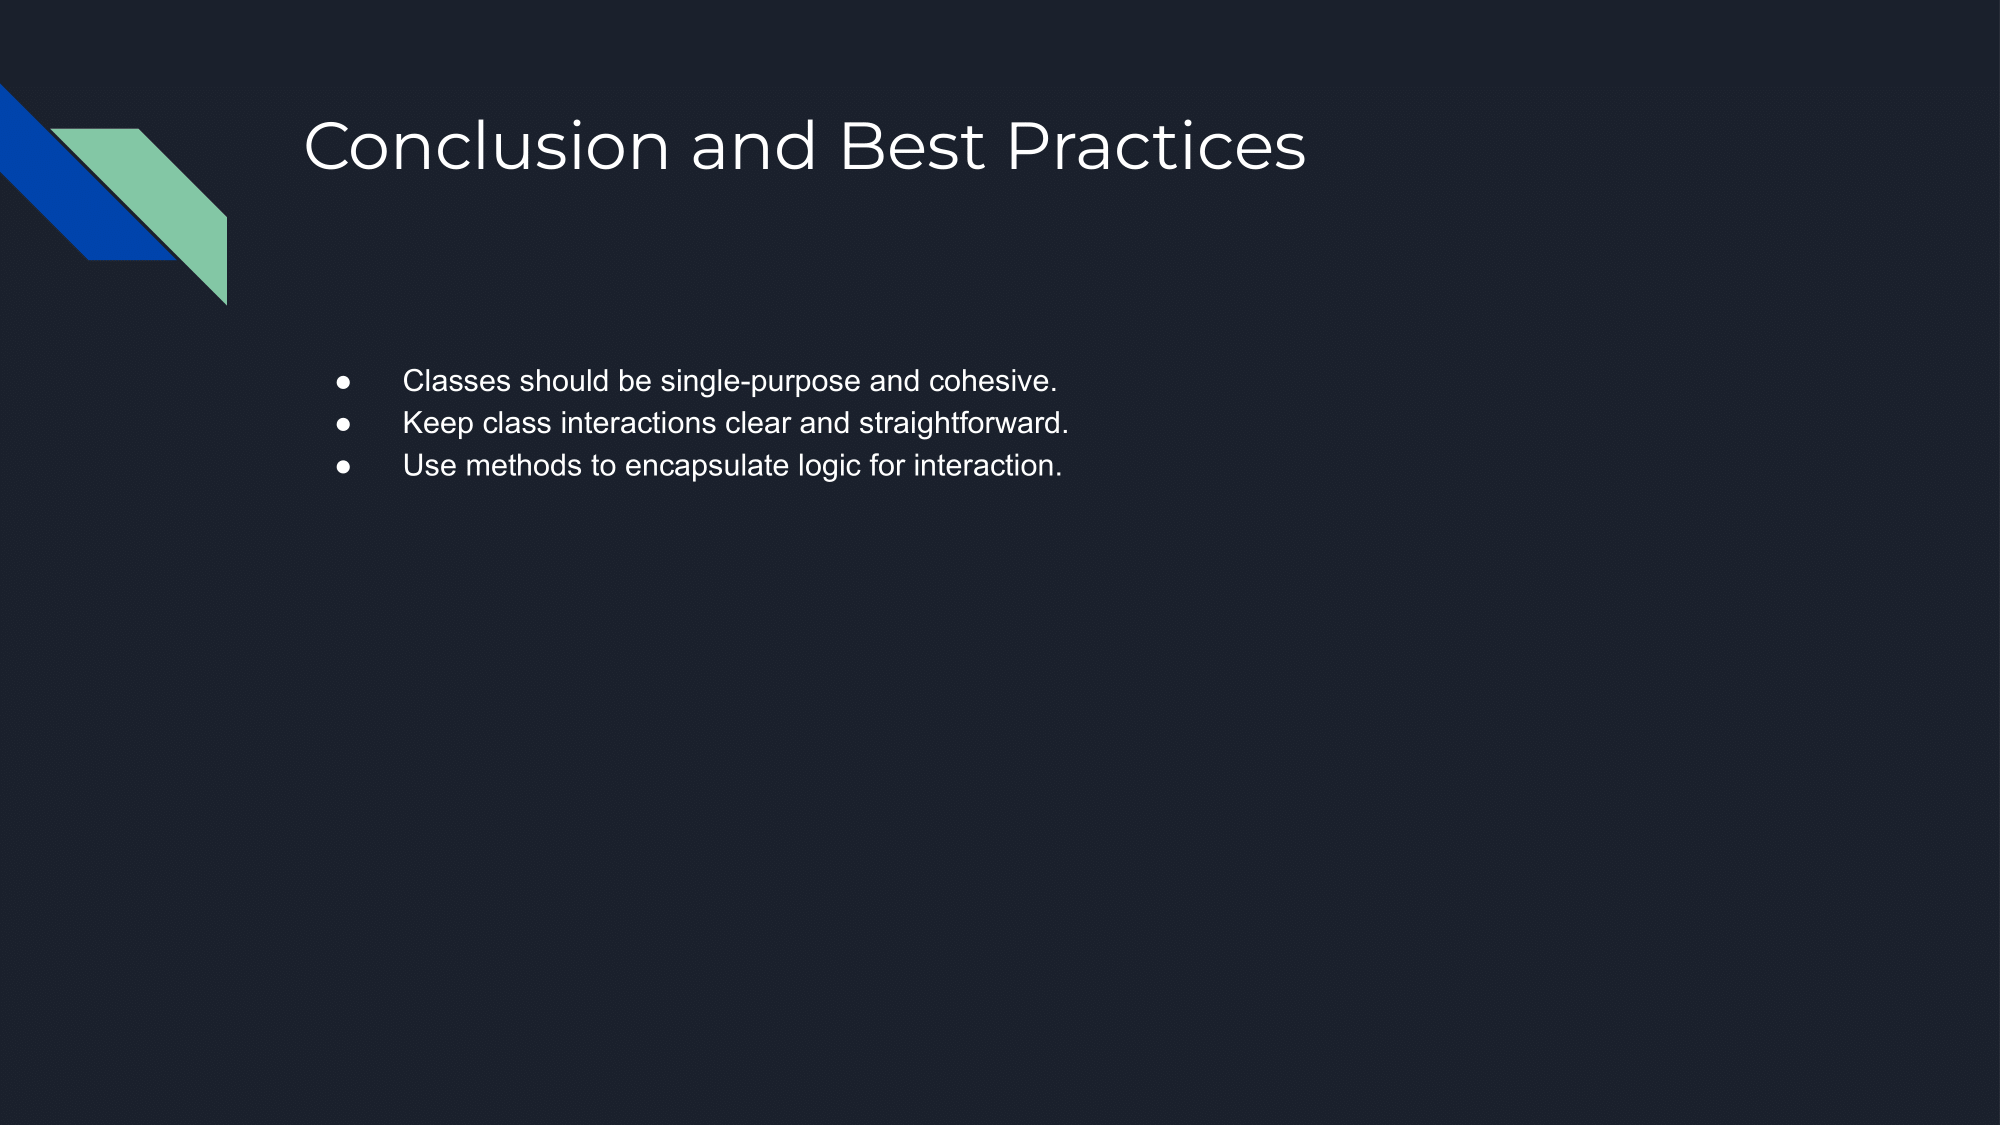 Conclusion and Best Practices
● Classes should be single-purpose and cohesive.
● Keep class interactions clear and straightforward.
● Use methods to encapsulate logic for interaction.